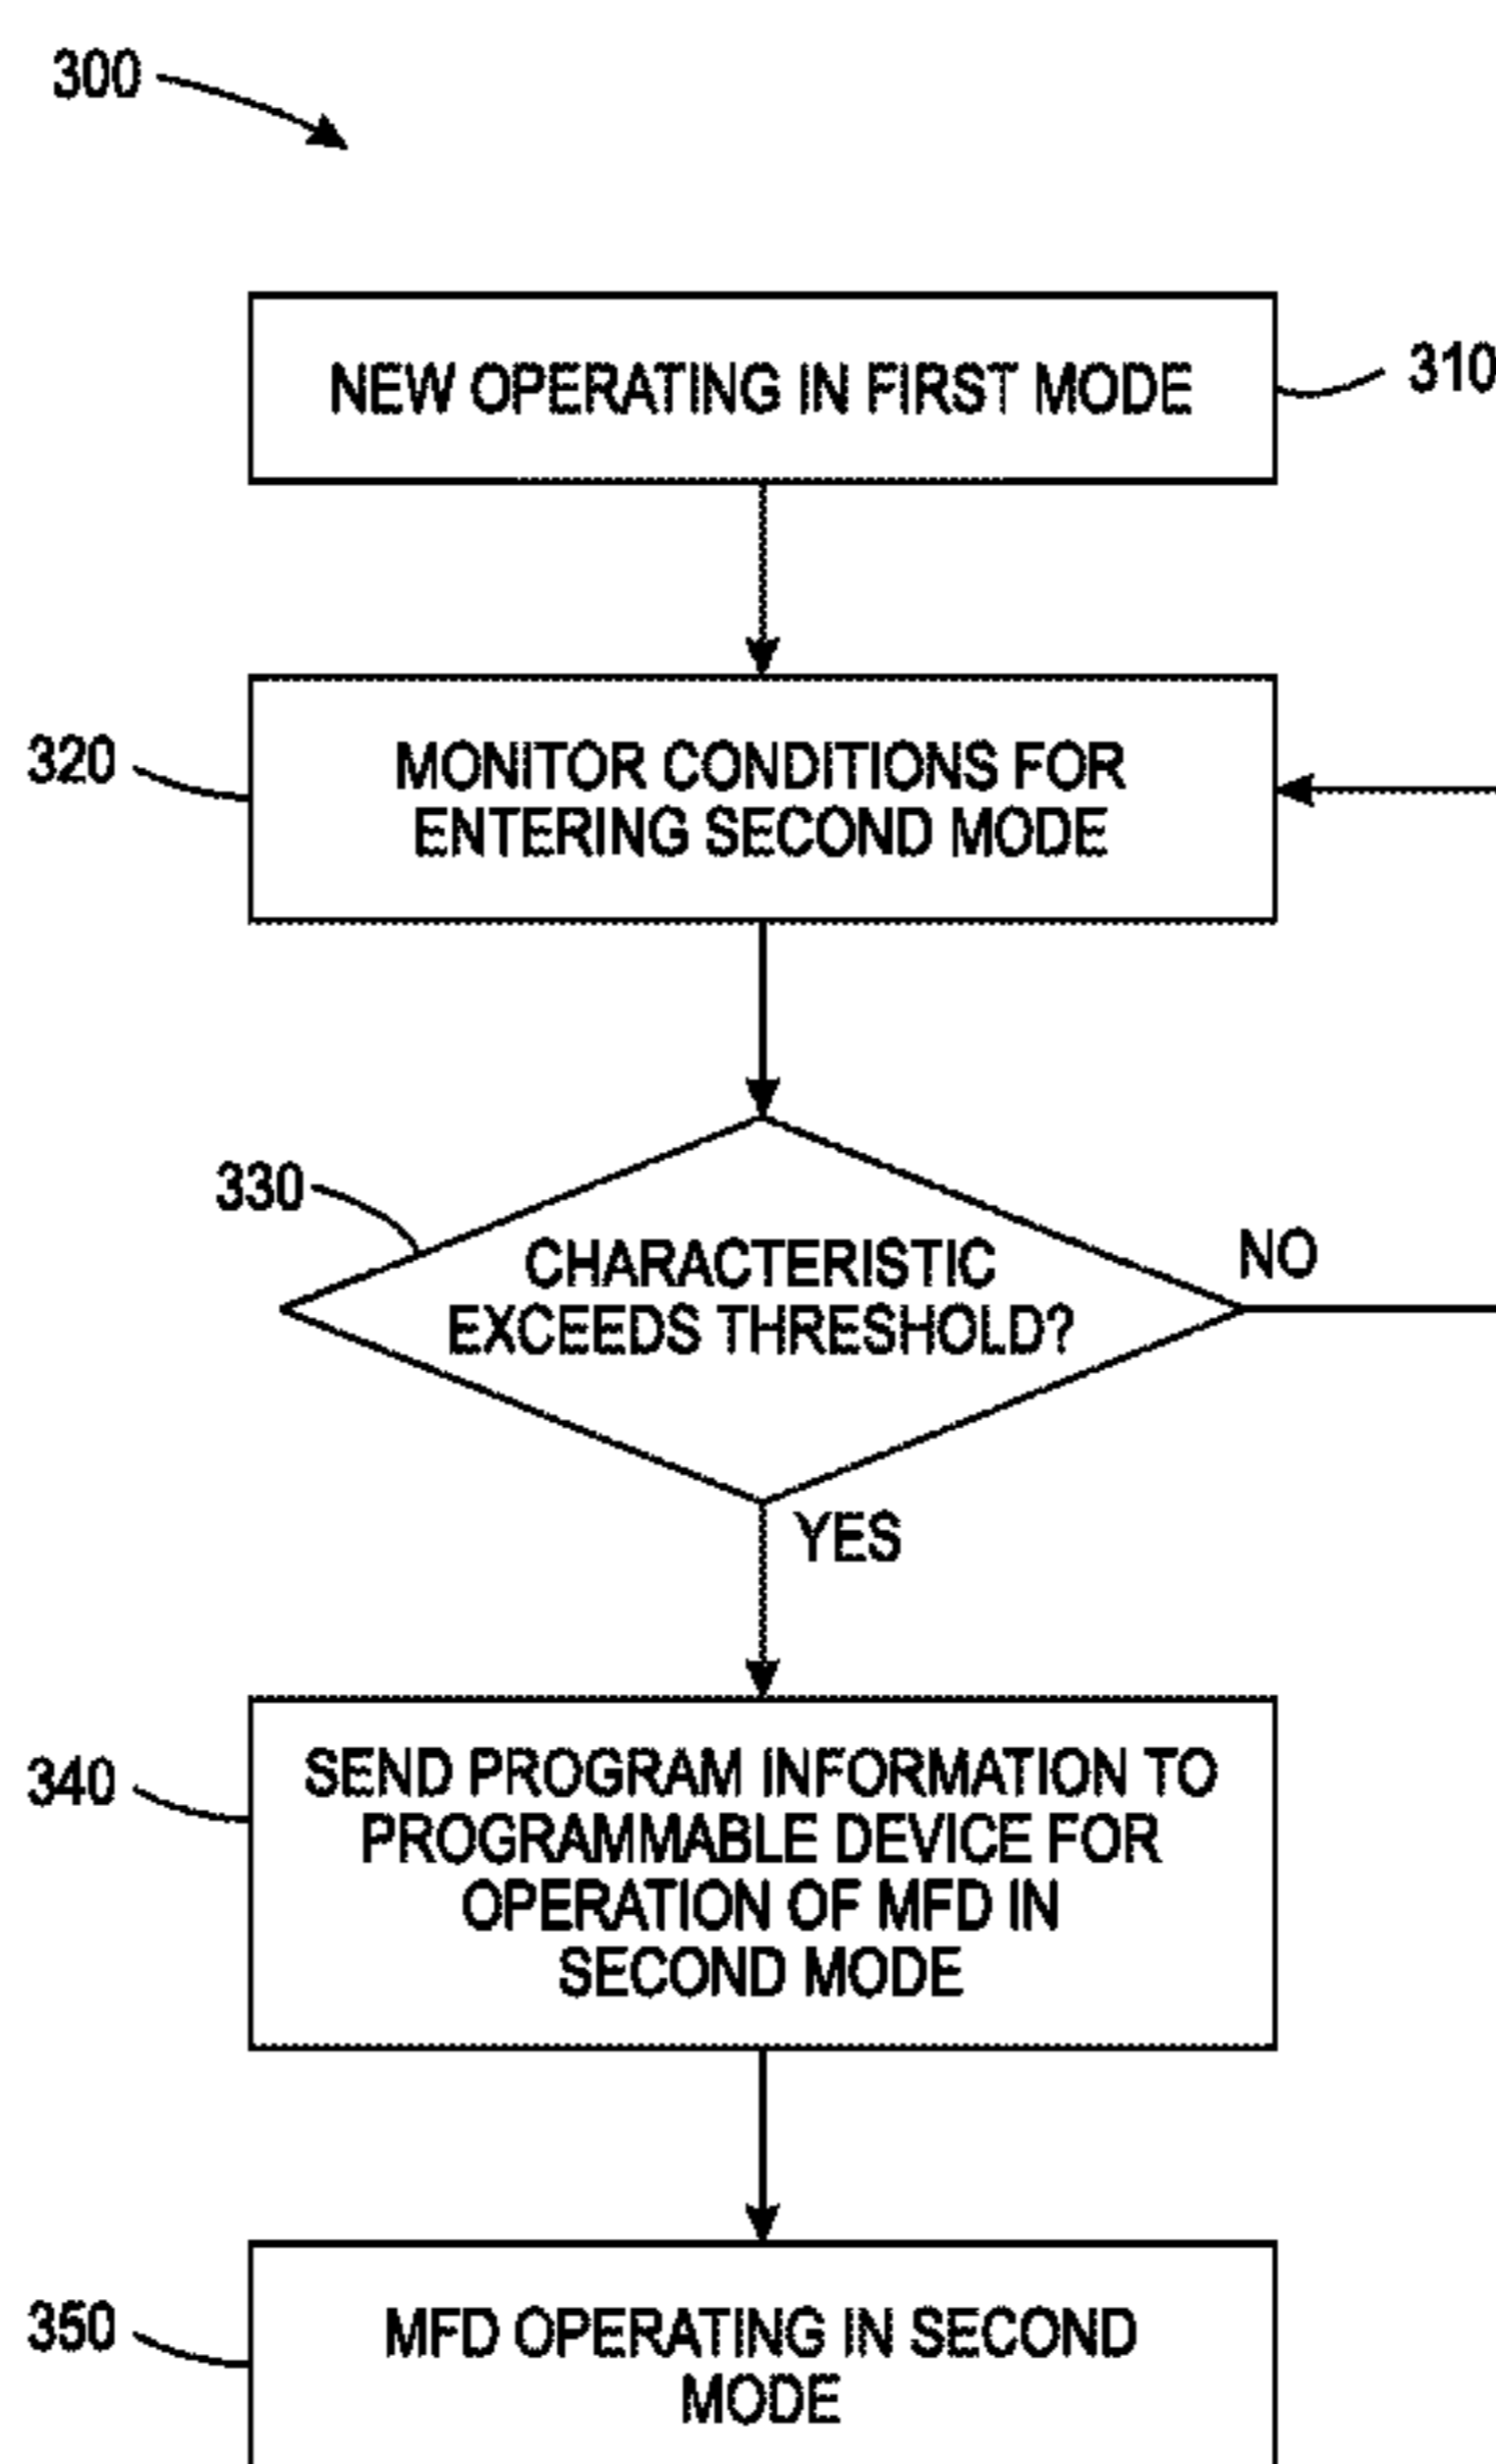 300
NEW OPERATING IN FIRST MODE
310
320
MONITOR CONDITIONS FOR
ENTERING SECOND MODE
330
CHARACTERISTIC
EXCEEDS THRESHOLD?
NO
YES
340
SEND PROGRAM INFORMATION TO
PROGRAMMABLE DEVICE FOR
OPERATION OF MFD IN
SECOND MODE
350
MFD OPERATING IN SECOND
MODE